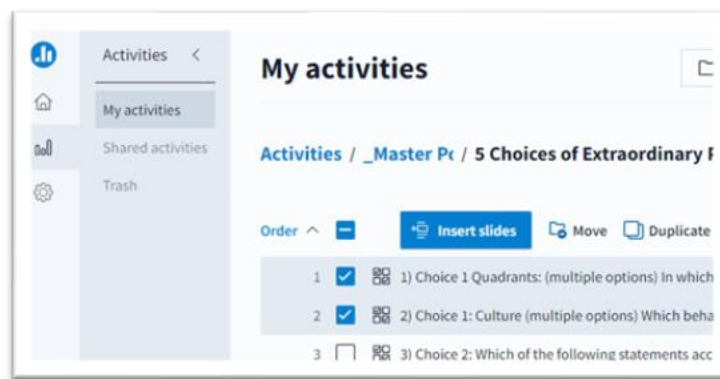 Activities <
My activities
Shared activities
Trash
My activities
Activities / _Master / 5 Choices of Extraordinary
Order Insert slides Move Duplicate
1 1) Choice 1 Quadrants: (multiple options) In which
2 2) Choice 1: Culture (multiple options) Which beha
3 3) Choice 2: Which of the following statements acc